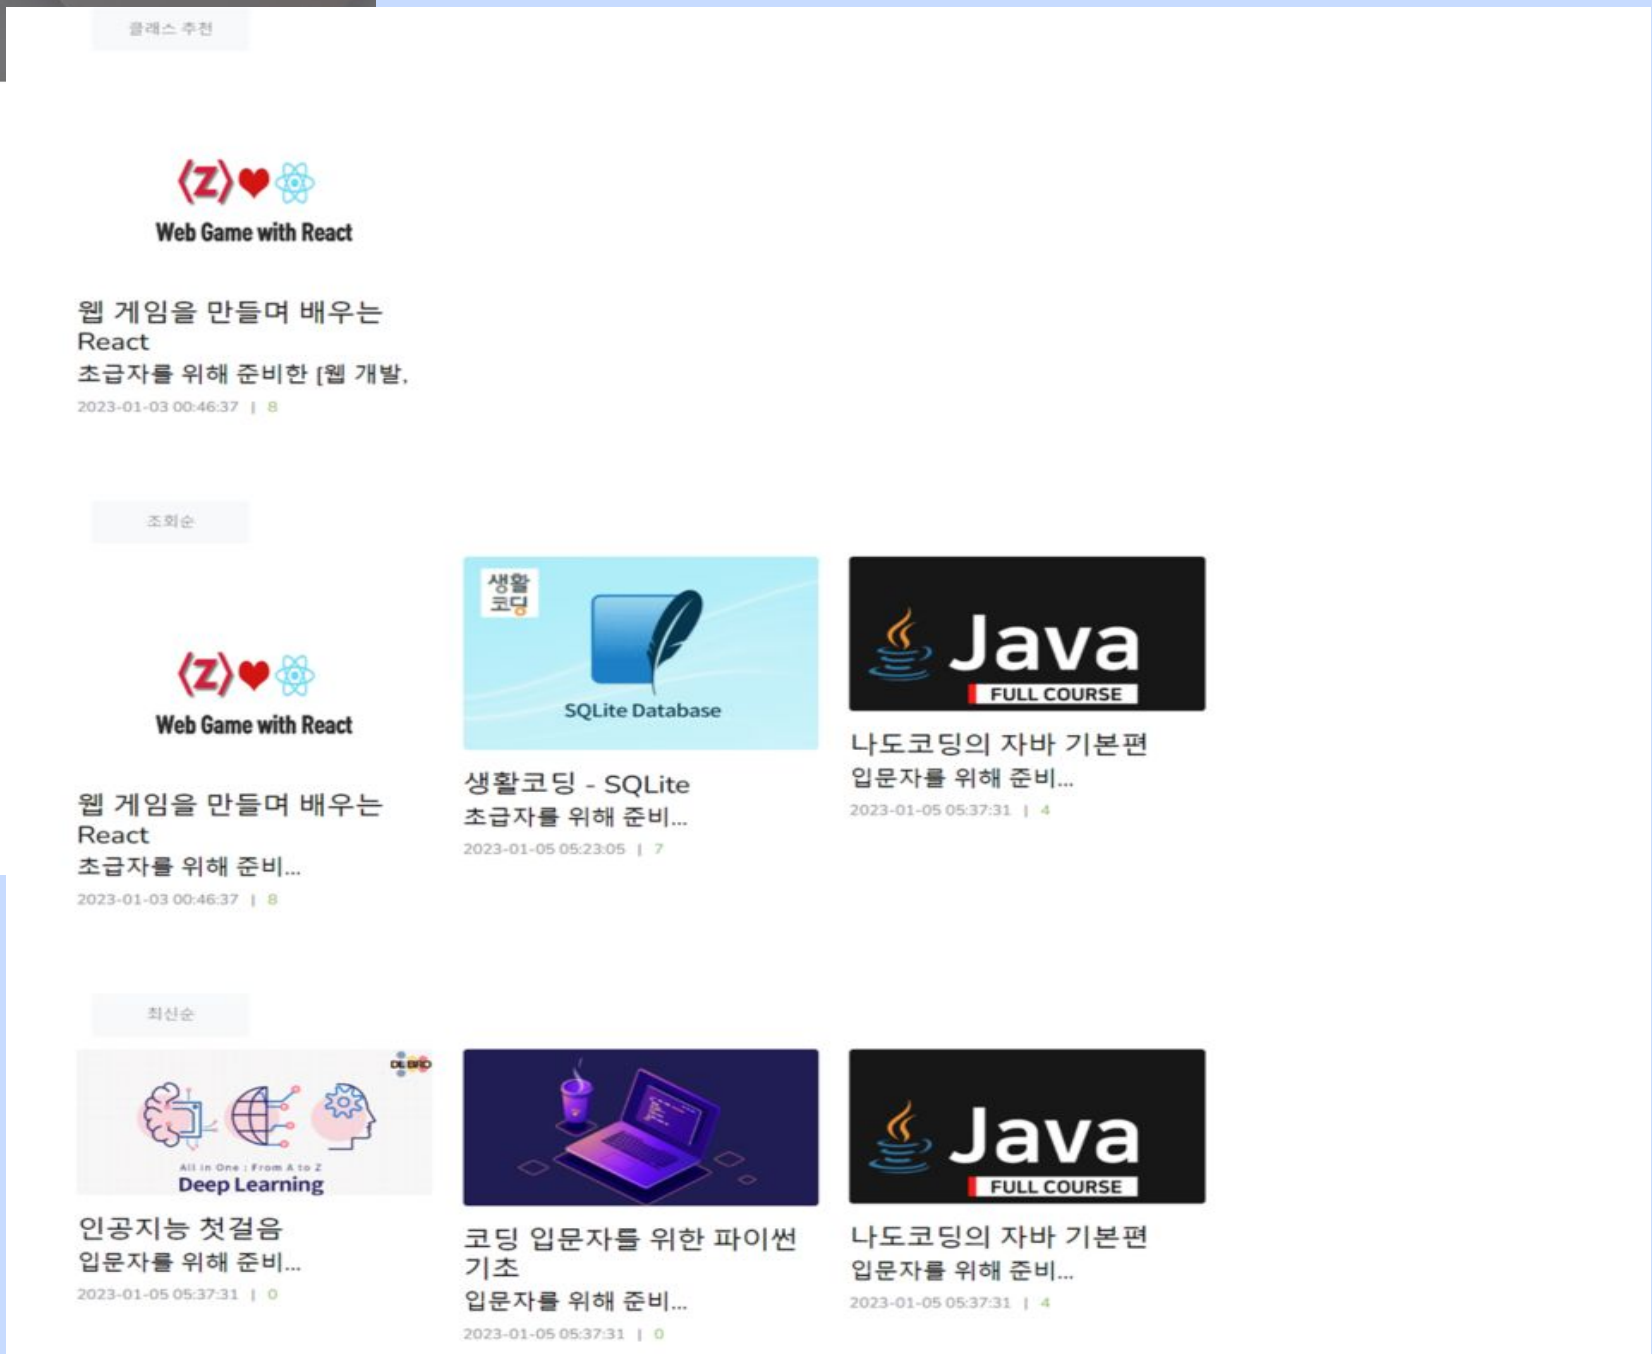 클래스 추천
⟨Z⟩
Web Game with React
웹 게임을 만들며 배우는
React
초급자를 위해 준비한 [웹 개발,
2023-01-03 00:46:37 | 8
조회순
⟨Z⟩
Web Game with React
웹 게임을 만들며 배우는
React
초급자를 위해 준비...
2023-01-03 00:46:37 | 8
생활
코딩
SQLite Database
생활코딩 - SQLite
초급자를 위해 준비...
2023-01-05 05:23:05 | 7
Java
FULL COURSE
나도코딩의 자바 기본편
입문자를 위해 준비...
2023-01-05 05:37:31 | 4
최신순
All in One : From A to Z
Deep Learning
인공지능 첫걸음
입문자를 위해 준비...
2023-01-05 05:37:31 | 0
코딩 입문자를 위한 파이썬
기초
입문자를 위해 준비...
2023-01-05 05:37:31 | 0
Java
FULL COURSE
나도코딩의 자바 기본편
입문자를 위해 준비...
2023-01-05 05:37:31 | 4